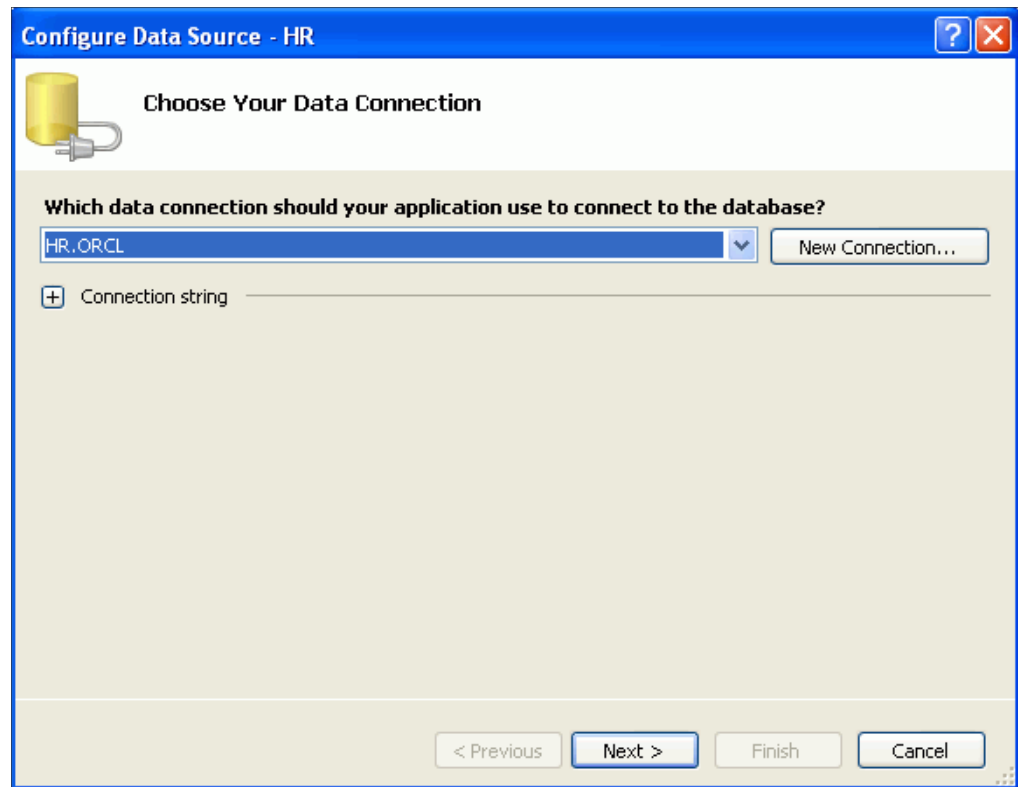 Configure Data Source - HR
Choose Your Data Connection
Which data connection should your application use to connect to the database?
HR.ORCL
New Connection...
Connection string
< Previous
Next >
Finish
Cancel